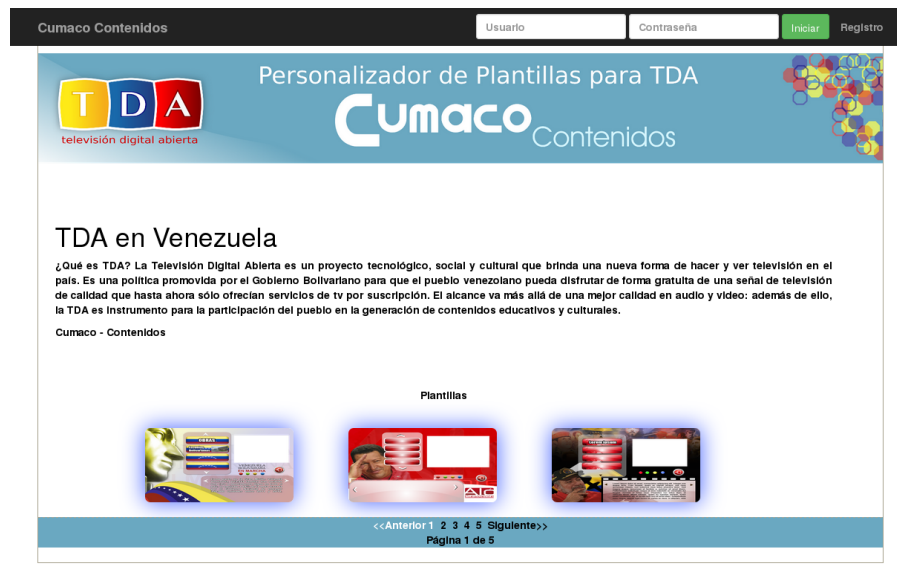 Cumaco Contenidos
Usuario
Contraseña
Iniciar
Registro
TDA
televisión digital abierta
Personalizador de Plantillas para TDA
Cumaco Contenidos
TDA en Venezuela
¿Qué es TDA? La Televisión Digital Abierta es un proyecto tecnológico, social y cultural que brinda una nueva forma de hacer y ver televisión en el
país. Es una política promovida por el Gobierno Bolivariano para que el pueblo venezolano pueda disfrutar de forma gratuita de una señal de televisión
de calidad que hasta ahora sólo ofrecían servicios de tv por suscripción. El alcance va más allá de una mejor calidad en audio y video: además de ello,
la TDA es instrumento para la participación del pueblo en la generación de contenidos educativos y culturales.
Cumaco - Contenidos
Plantillas
OBRAS
VENEZUELA
EN MARCHA
<<Anterior 1 2 3 4 5 Siguiente>>
Página 1 de 5